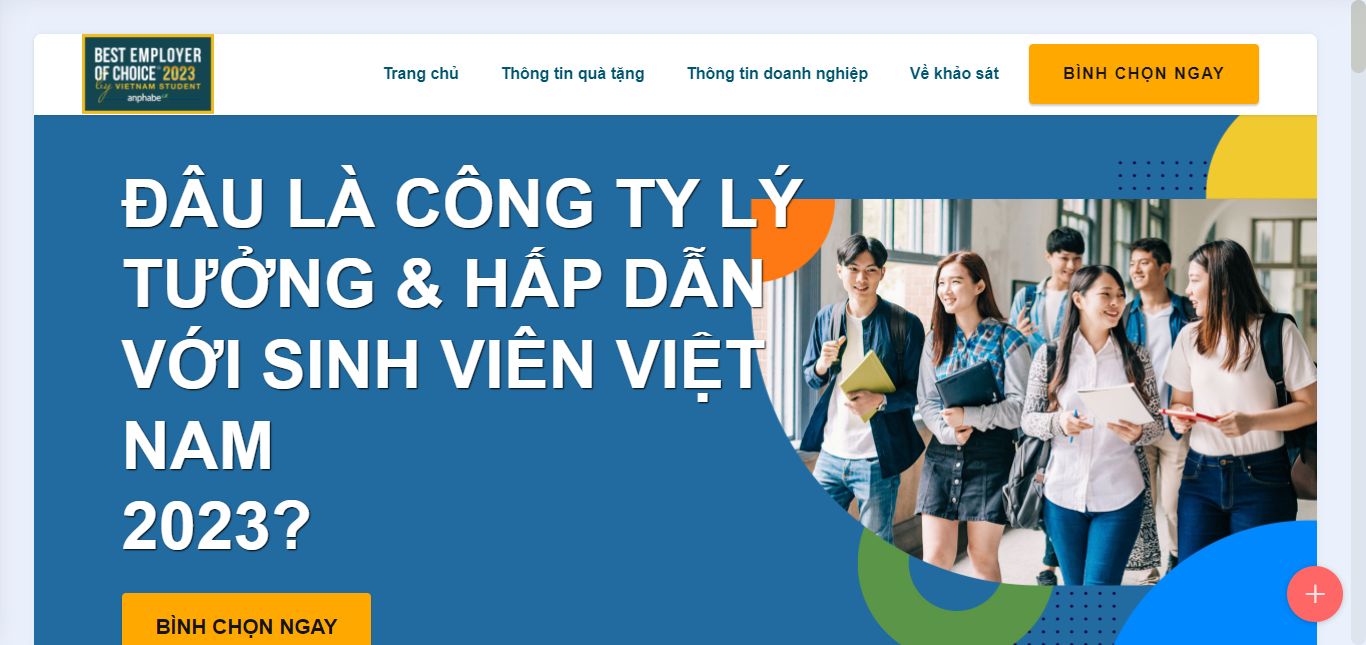 BEST EMPLOYER
OF CHOICE 2023
by VIETNAM STUDENT
anphabe
Trang chủ
Thông tin quà tặng
Thông tin doanh nghiệp
Về khảo sát
BÌNH CHỌN NGAY
ĐÂU LÀ CÔNG TY LÝ
TƯỞNG & HẤP DẪN
VỚI SINH VIÊN VIỆT
NAM
2023?
BÌNH CHỌN NGAY